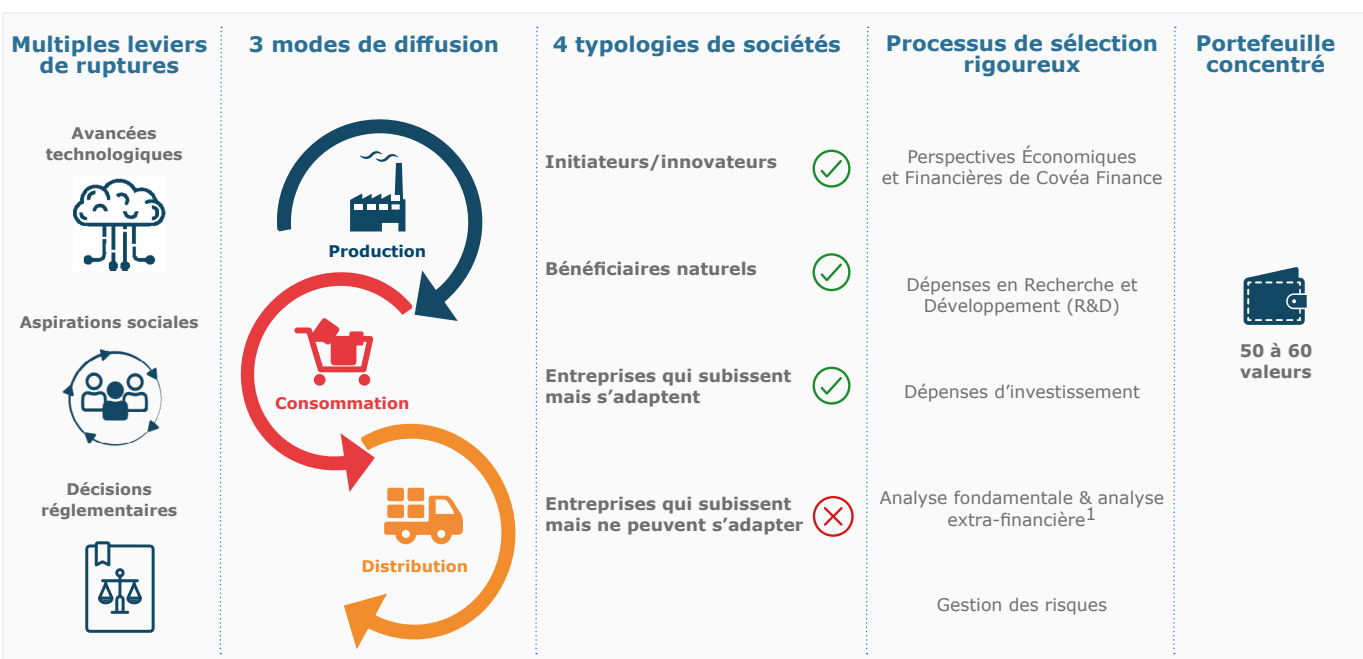 Multiples leviers
de ruptures
Avancées
technologiques
Aspirations sociales
Décisions
réglementaires
3 modes de diffusion
Production
Consommation
Distribution
4 typologies de sociétés
Initiateurs/innovateurs
Bénéficiaires naturels
Entreprises qui subissent
mais s’adaptent
Entreprises qui subissent
mais ne peuvent s’adapter
Processus de sélection
rigoureux
Perspectives Économiques
et Financières de Covéa Finance
Dépenses en Recherche et
Développement (R&D)
Dépenses d’investissement
Analyse fondamentale & analyse
extra-financière1
Gestion des risques
Portefeuille
concentré
50 à 60
valeurs